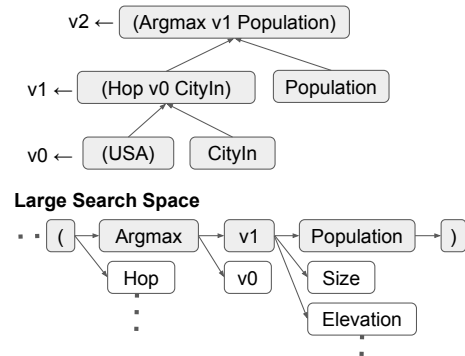 v2 ← (Argmax v1 Population)
v1 ← (Hop v0 CityIn) Population
v0 ← (USA) CityIn
Large Search Space
( Argmax v1 Population )
Hop v0 Size
Elevation